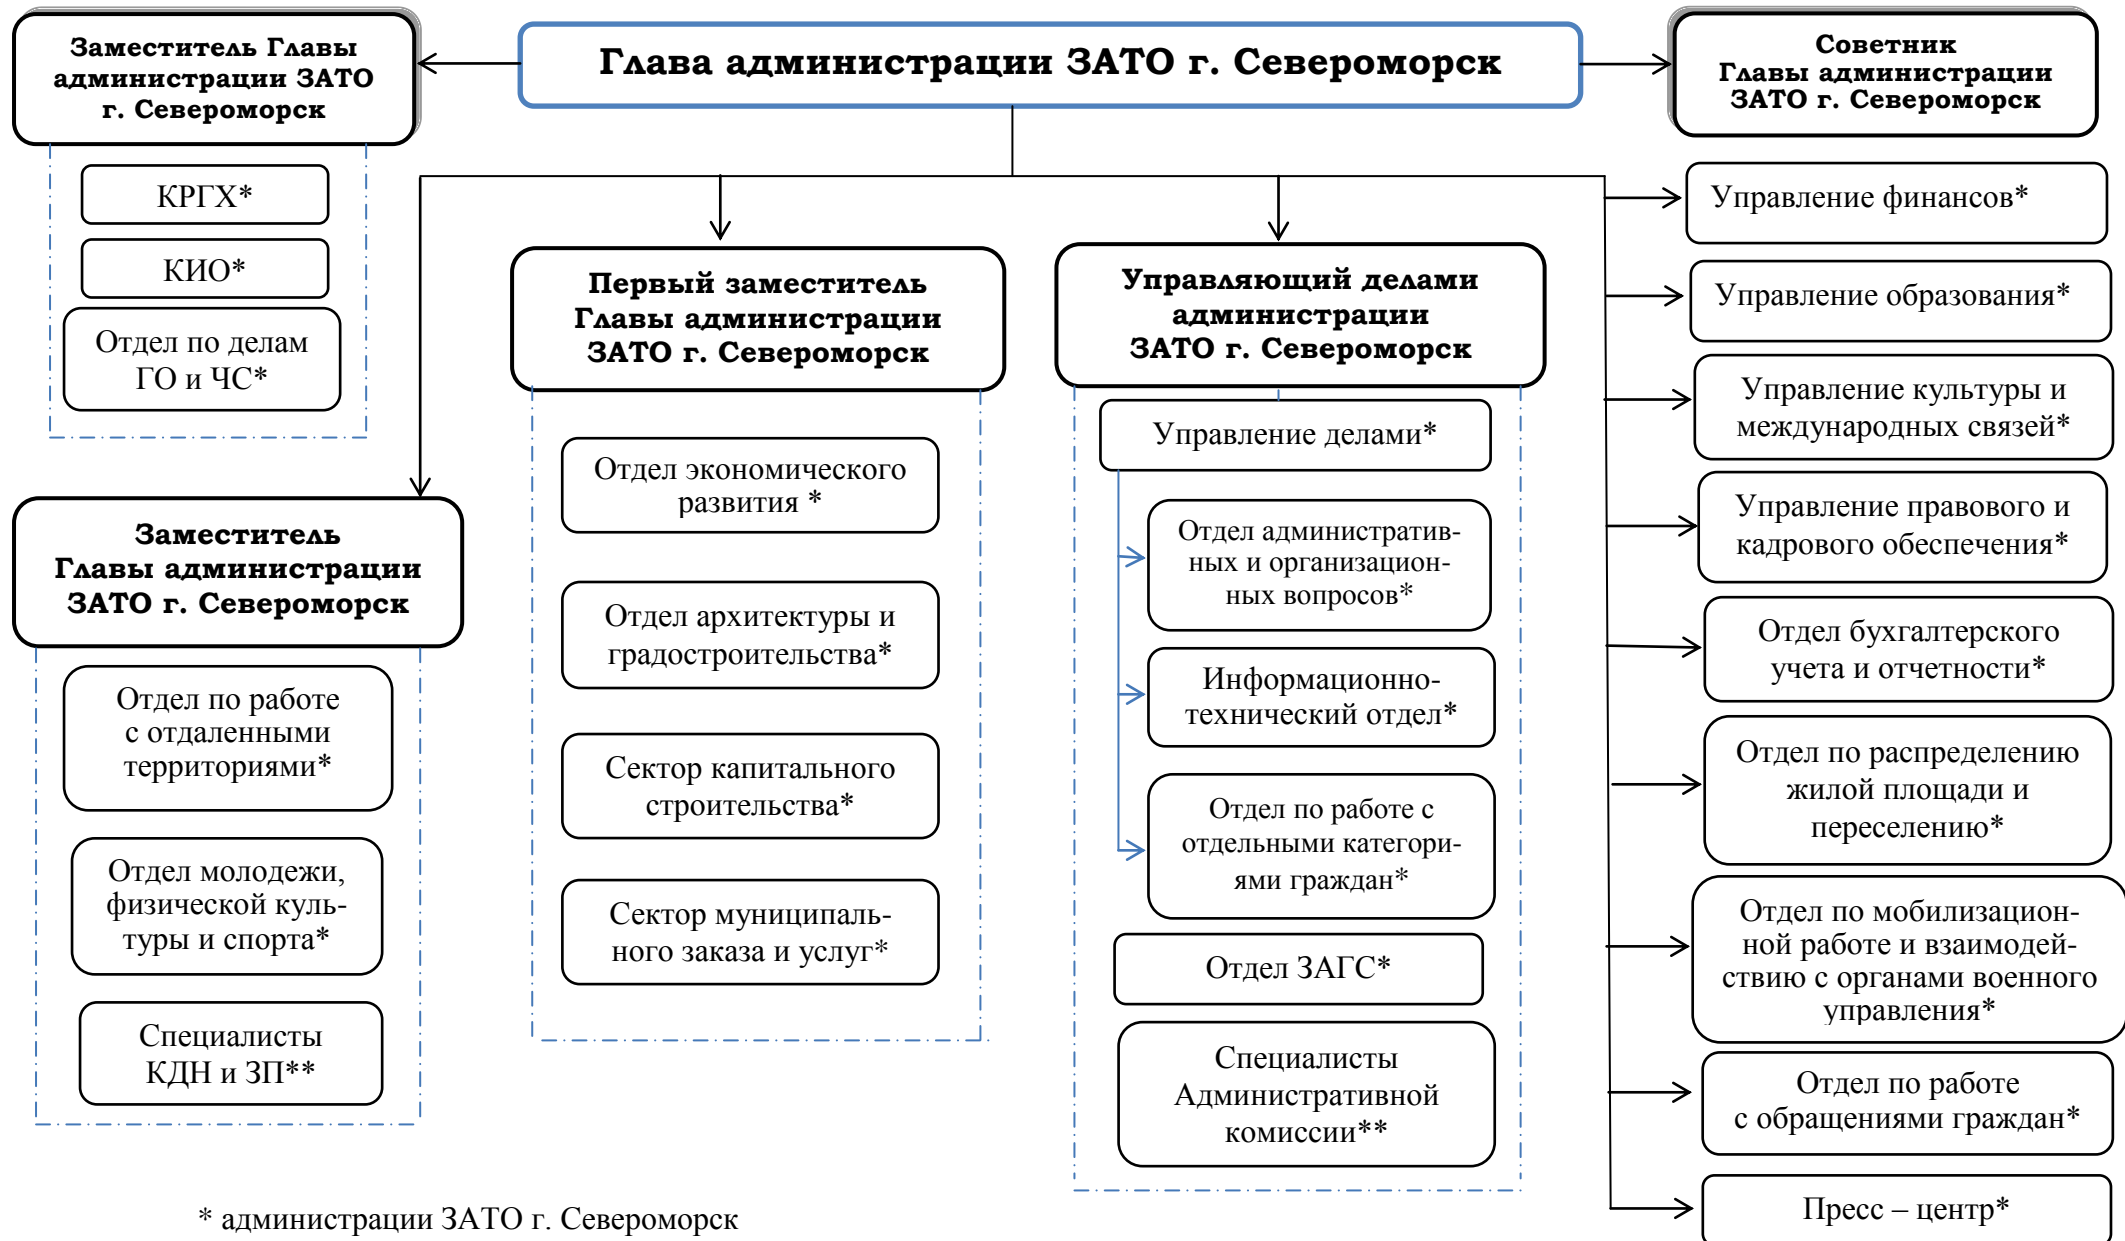 Заместитель Главы
администрации ЗАТО
г. Североморск
Глава администрации ЗАТО г. Североморск
Советник
Главы администрации
ЗАТО г. Североморск
КРГХ*
КИО*
Отдел по делам
ГО и ЧС*
Заместитель
Главы администрации
ЗАТО г. Североморск
Отдел по работе
с отдаленными
территориями*
Отдел молодежи,
физической куль-
туры и спорта*
Специалисты
КДН и ЗП**
Первый заместитель
Главы администрации
ЗАТО г. Североморск
Отдел экономического
развития *
Отдел архитектуры и
градостроительства*
Сектор капитального
строительства*
Сектор муниципаль-
ного заказа и услуг*
Управляющий делами
администрации
ЗАТО г. Североморск
Управление делами*
Отдел административ-
ных и организацион-
ных вопросов*
Информационно-
технический отдел*
Отдел по работе с
отдельными категори-
ями граждан*
Отдел ЗАГС*
Специалисты
Административной
комиссии**
Управление финансов*
Управление образования*
Управление культуры и
международных связей*
Управление правового и
кадрового обеспечения*
Отдел бухгалтерского
учета и отчетности*
Отдел по распределению
жилой площади и
переселению*
Отдел по мобилизацион-
ной работе и взаимодей-
ствию с органами военного
управления*
Отдел по работе
с обращениями граждан*
Пресс – центр*
* администрации ЗАТО г. Североморск